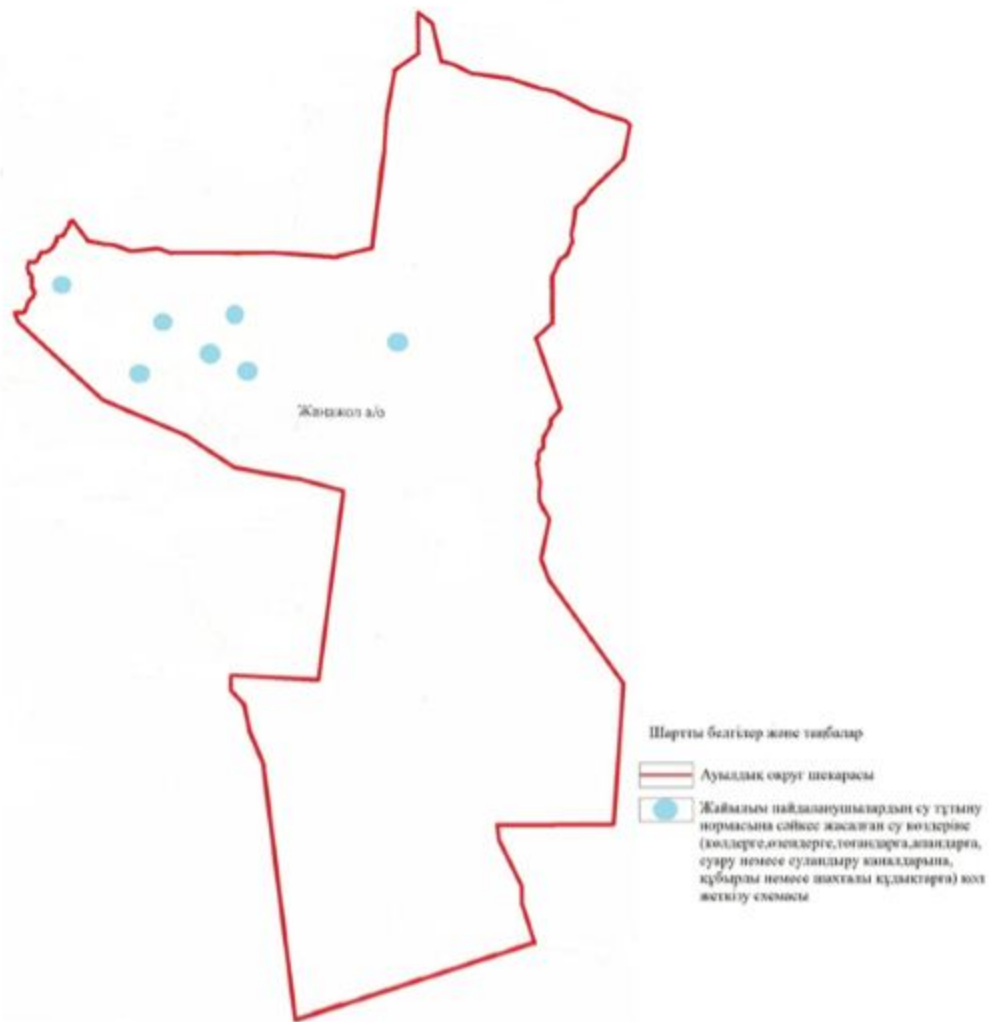 Жанажол а/о
Шартты белгілер және таңбалар
Ауылдық округ шекарасы
Жайылым пайдаланушылардың су тұтыну
нормасына сәйкес жасалған су көздеріне
(көлдерге,өзендерге,тоғандарға,апандарға,
суару немесе суландыру каналдарына,
құбырлы немесе шахталы құдықтарға) қол
жеткізу схемасы